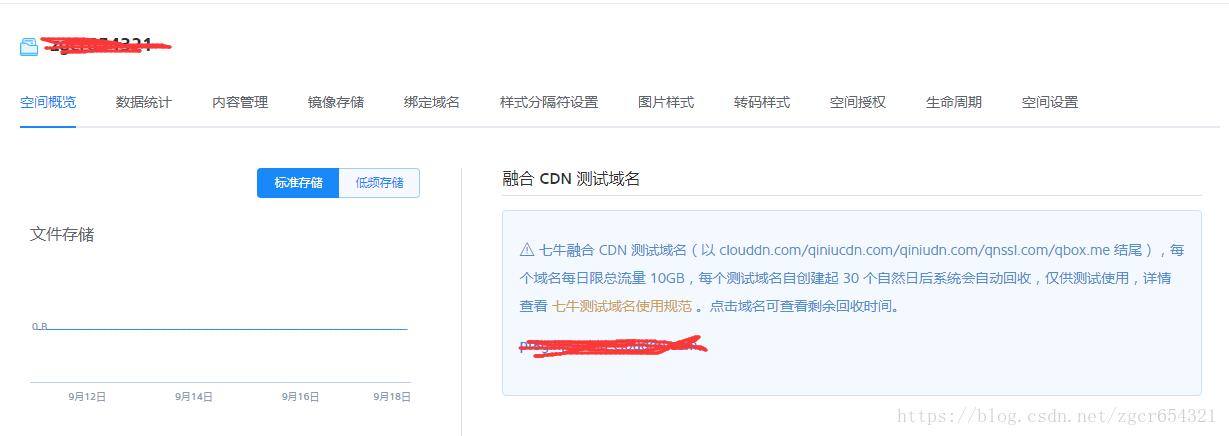 空间概览 数据统计 内容管理 镜像存储 绑定域名 样式分隔符设置 图片样式 转码样式 空间授权 生命周期 空间设置
标准存储 低频存储
文件存储
0 B
9月12日 9月14日 9月16日 9月18日
融合 CDN 测试域名
七牛融合 CDN 测试域名（以 clouddn.com/qiniucdn.com/qiniudn.com/qnssl.com/qbox.me 结尾），每
个域名每日限总流量 10GB，每个测试域名自创建起 30 个自然日后系统会自动回收，仅供测试使用，详情
查看 七牛测试域名使用规范 。点击域名可查看剩余回收时间。
https://blog.csdn.net/zgcr654321